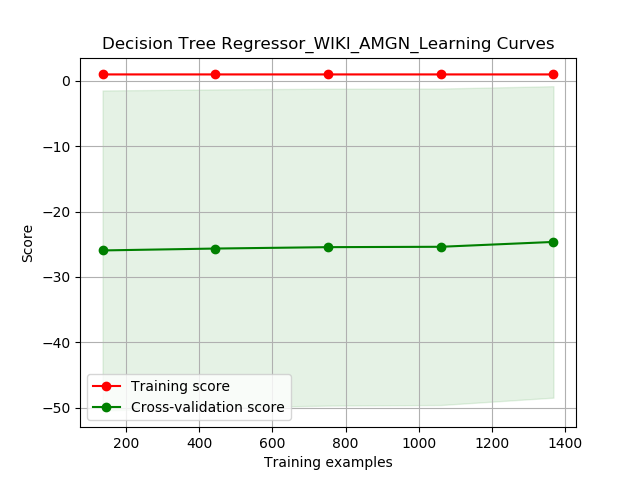 Decision Tree Regressor_WIKI_AMGN_Learning Curves
0
−10
−20
−30
−40
−50
Score
Training score
Cross-validation score
200
400
600
800
1000
1200
1400
Training examples